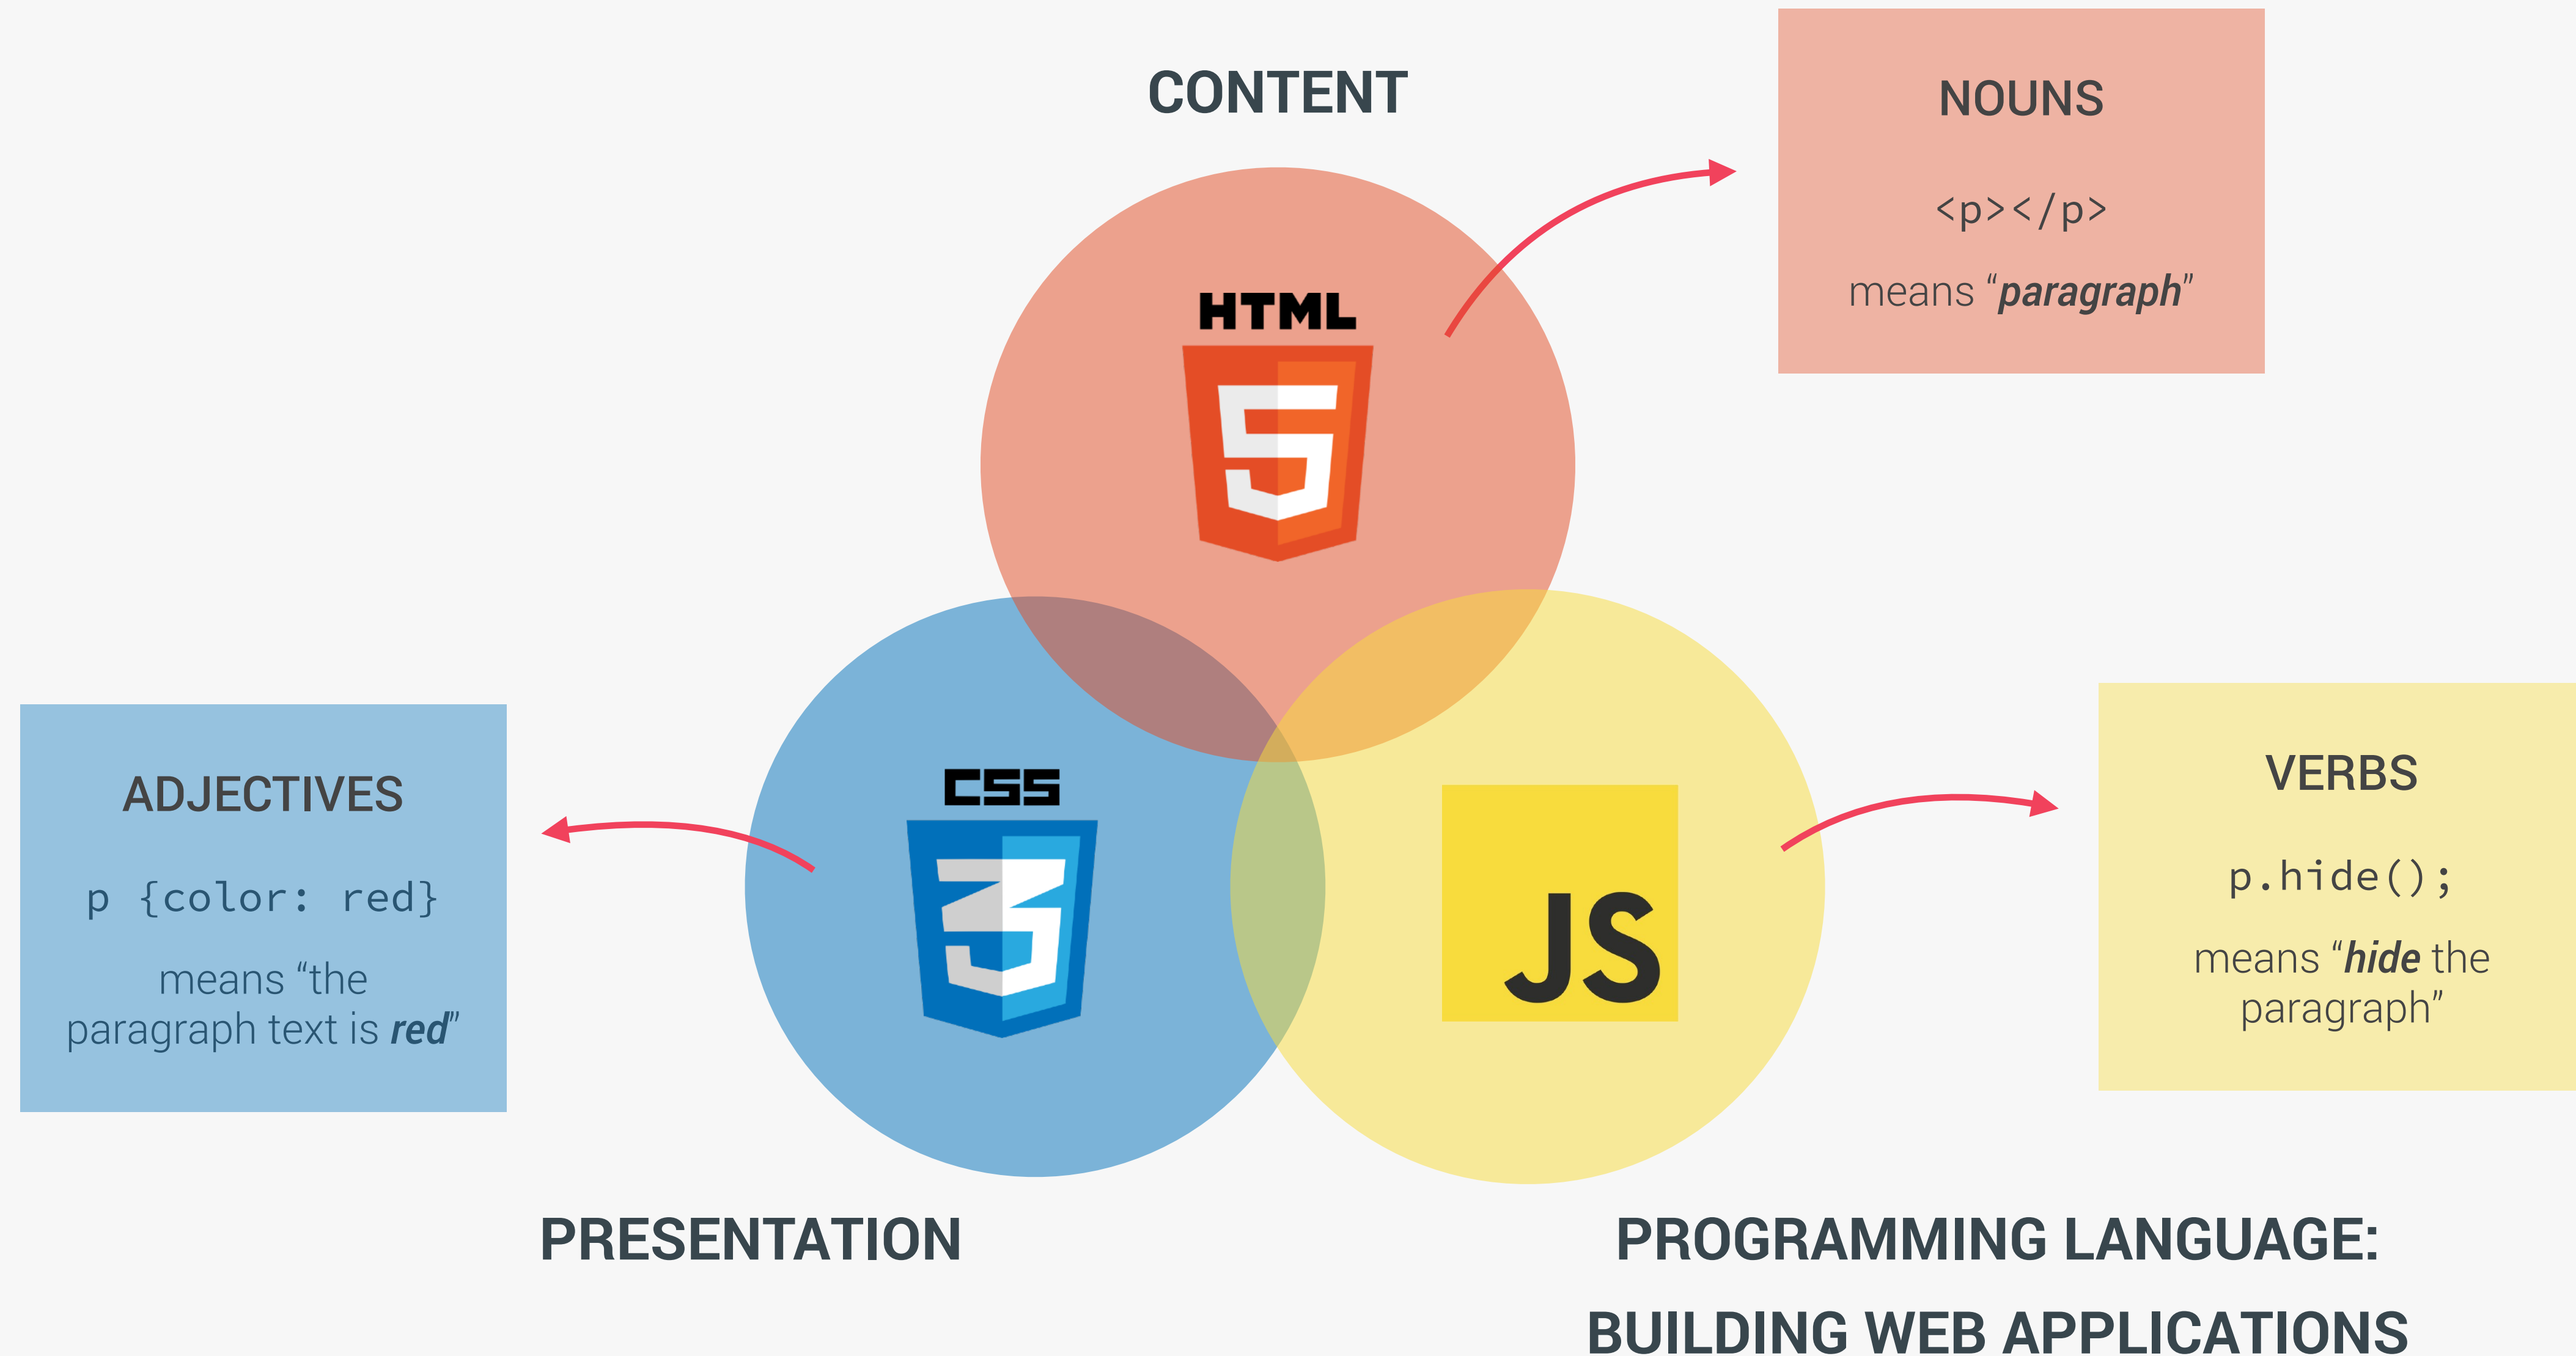 CONTENT
NOUNS
<p></p>
means “paragraph”
HTML
5
ADJECTIVES
p {color: red}
means “the
paragraph text is red”
CSS
3
JS
VERBS
p.hide();
means “hide the
paragraph”
PRESENTATION
PROGRAMMING LANGUAGE:
BUILDING WEB APPLICATIONS